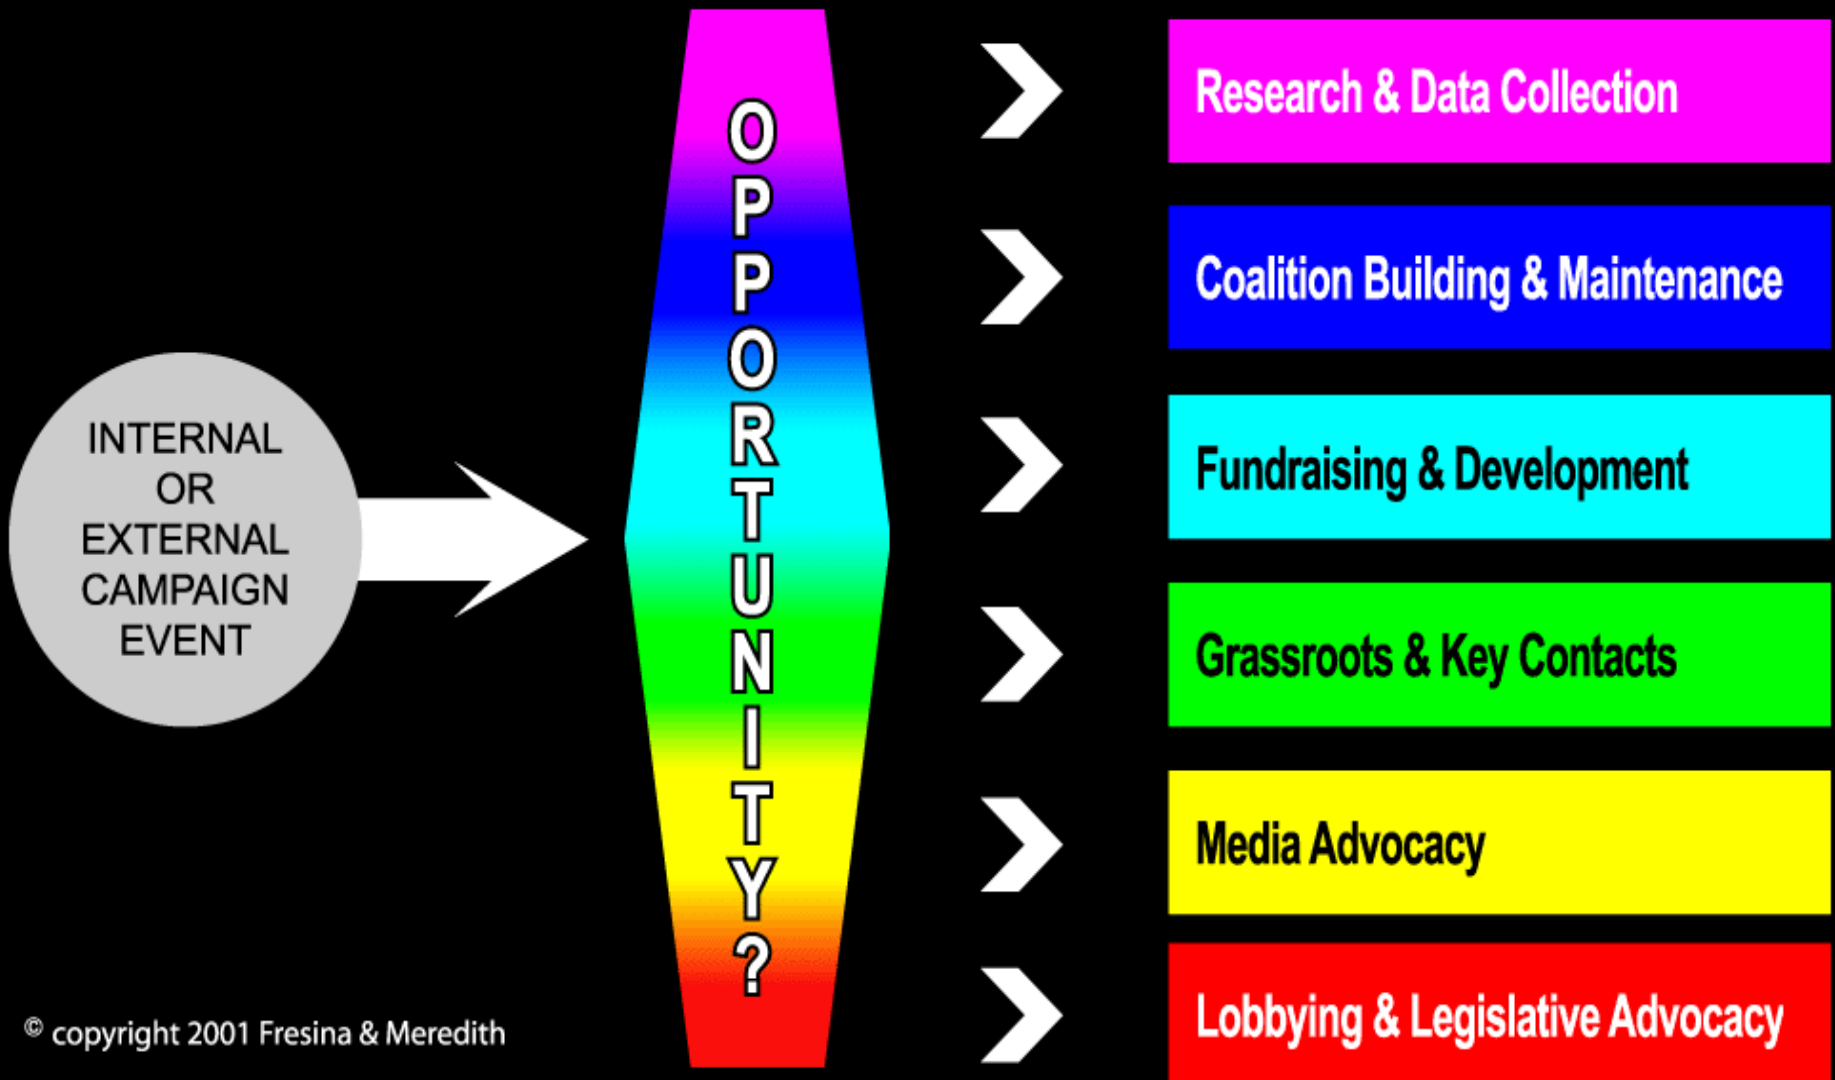 INTERNAL
OR
EXTERNAL
CAMPAIGN
EVENT
OPPORTUNITY?
Research & Data Collection
Coalition Building & Maintenance
Fundraising & Development
Grassroots & Key Contacts
Media Advocacy
Lobbying & Legislative Advocacy
© copyright 2001 Fresina & Meredith